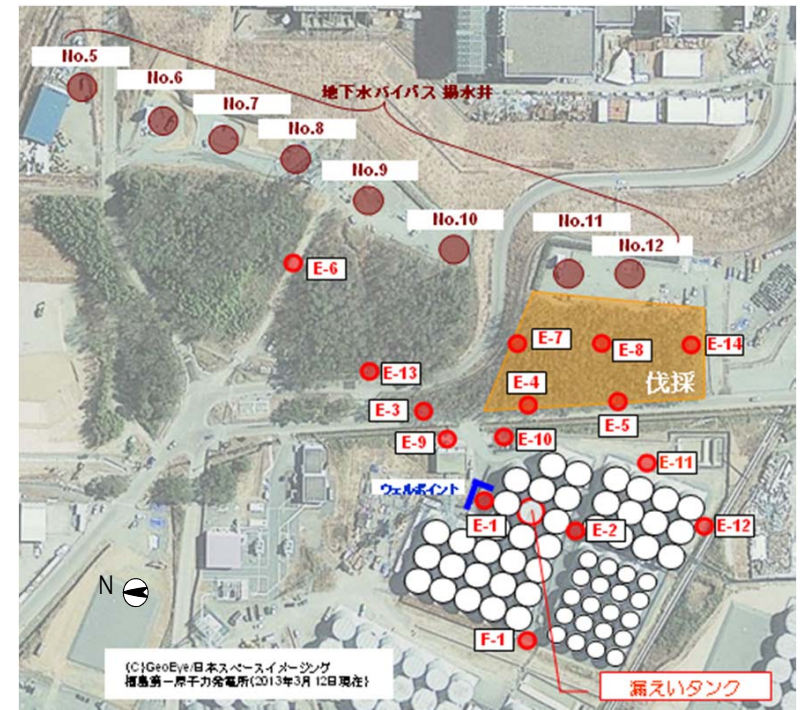 No.5
No.6
No.7
地下水バイパス 揚水井
No.8
No.9
No.10
No.11
No.12
E-6
E-7
E-8
E-14
E-13
伐採
E-4
E-3
E-5
E-9
E-10
E-11
ウェルポイント
E-1
E-2
E-12
N
F-1
(C)GeoEye/日本スペースイメージング
福島第一原子力発電所(2013年3月12日現在)
漏えいタンク